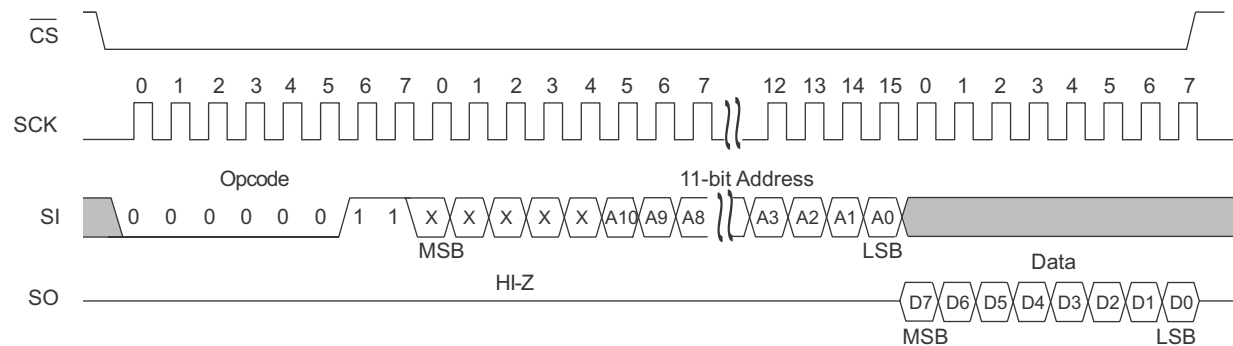 CS
0 1 2 3 4 5 6 7 0 1 2 3 4 5 6 7 12 13 14 15 0 1 2 3 4 5 6 7
SCK
Opcode 11-bit Address
SI 0 0 0 0 0 0 1 1 X X X X X A10 A9 A8 A3 A2 A1 A0
MSB LSB Data
HI-Z
SO D7 D6 D5 D4 D3 D2 D1 D0
MSB LSB